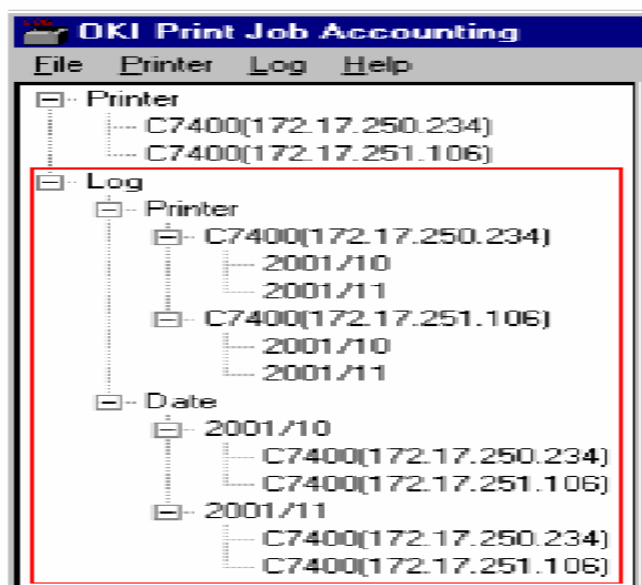 OKI Print Job Accounting
File Printer Log Help
Printer
C7400(172.17.250.234)
C7400(172.17.251.106)
Log
Printer
C7400(172.17.250.234)
2001/10
2001/11
C7400(172.17.251.106)
2001/10
2001/11
Date
2001/10
C7400(172.17.250.234)
C7400(172.17.251.106)
2001/11
C7400(172.17.250.234)
C7400(172.17.251.106)